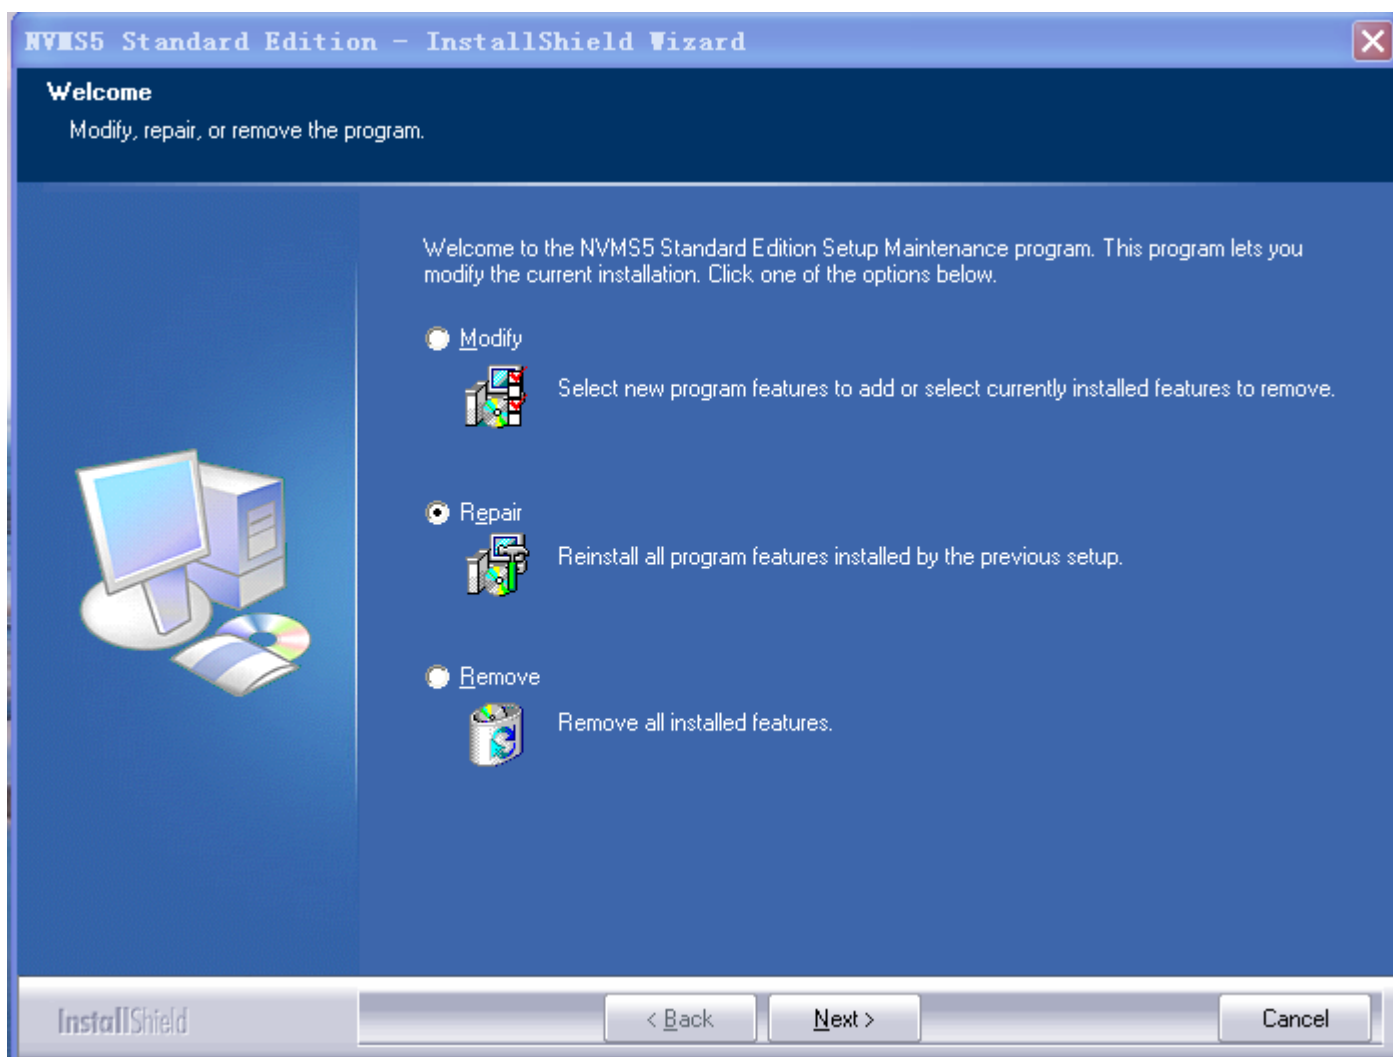 NVMS5 Standard Edition - InstallShield Wizard
Welcome
Modify, repair, or remove the program.
Welcome to the NVMS5 Standard Edition Setup Maintenance program. This program lets you
modify the current installation. Click one of the options below.
Modify
Select new program features to add or select currently installed features to remove.
Repair
Reinstall all program features installed by the previous setup.
Remove
Remove all installed features.
InstallShield
< Back
Next >
Cancel